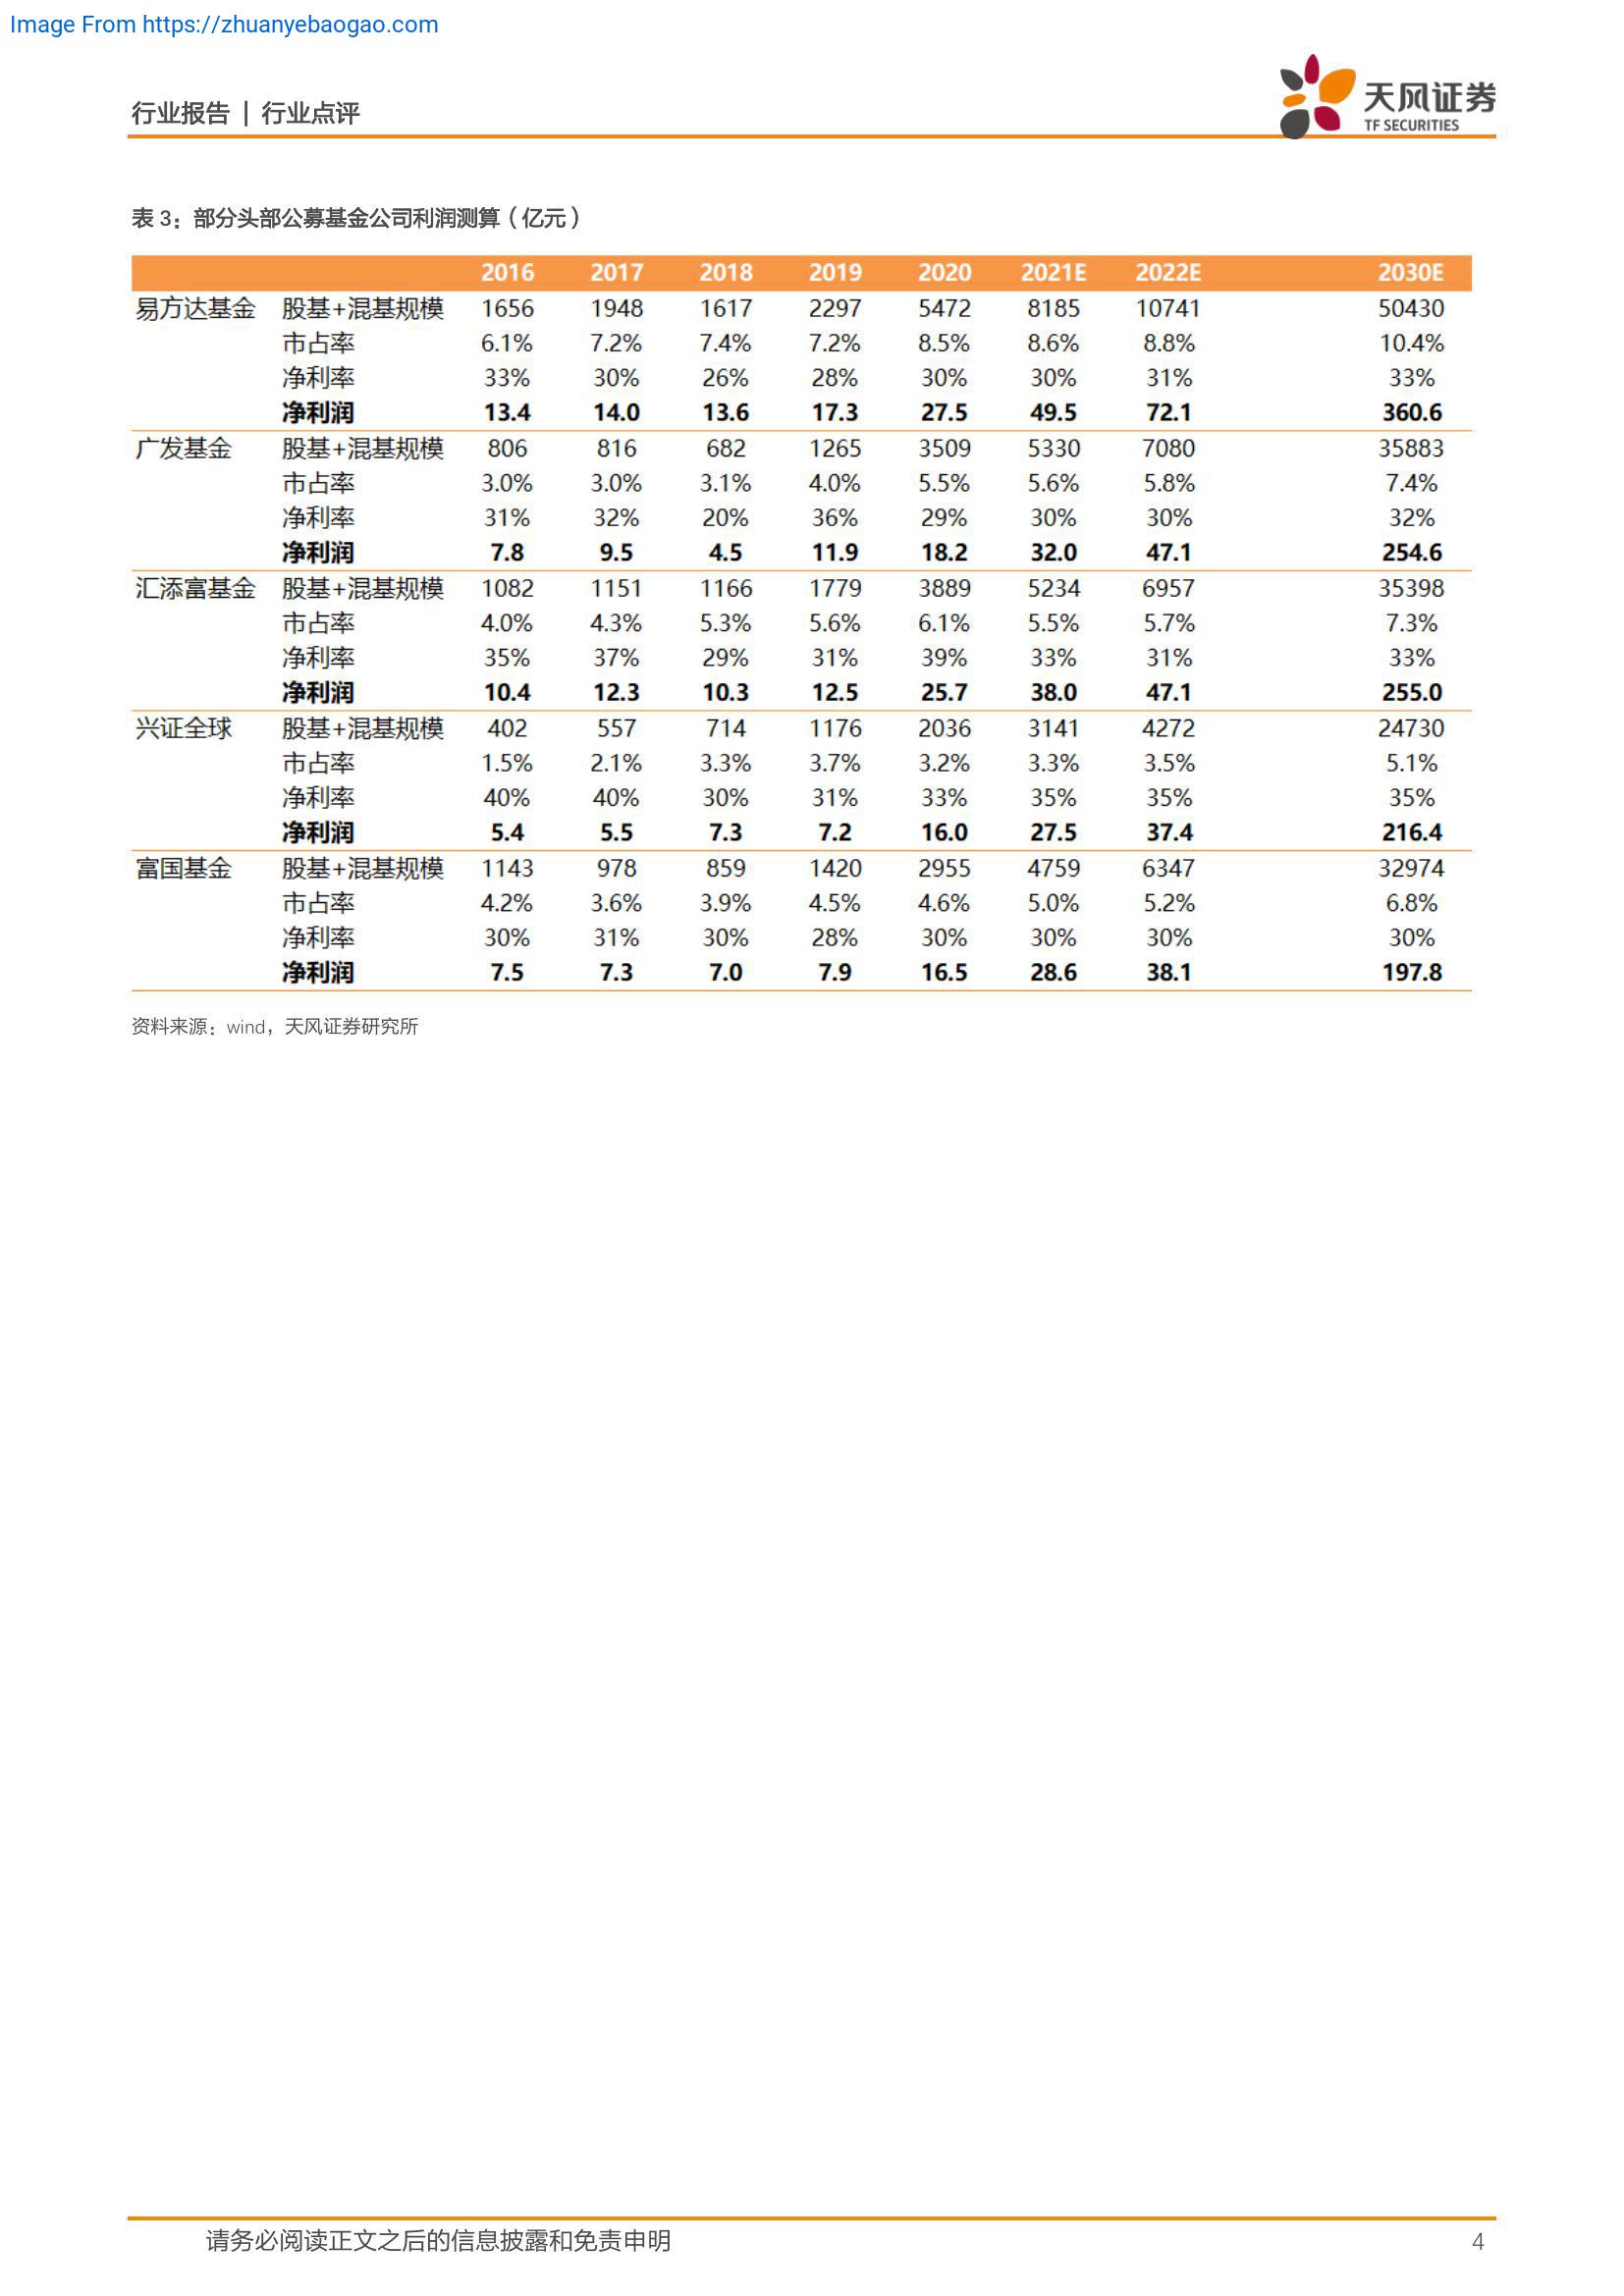 Image From https://zhuanyebaogao.com
行业报告 | 行业点评
天风证券
TF SECURITIES
表 3：部分头部公募基金公司利润测算（亿元）
2016 2017 2018 2019 2020 2021E 2022E 2030E
易方达基金 股基+混基规模 1656 1948 1617 2297 5472 8185 10741 50430
市占率 6.1% 7.2% 7.4% 7.2% 8.5% 8.6% 8.8% 10.4%
净利率 33% 30% 26% 28% 30% 30% 31% 33%
净利润 13.4 14.0 13.6 17.3 27.5 49.5 72.1 360.6
广发基金 股基+混基规模 806 816 682 1265 3509 5330 7080 35883
市占率 3.0% 3.0% 3.1% 4.0% 5.5% 5.6% 5.8% 7.4%
净利率 31% 32% 20% 36% 29% 30% 30% 32%
净利润 7.8 9.5 4.5 11.9 18.2 32.0 47.1 254.6
汇添富基金 股基+混基规模 1082 1151 1166 1779 3889 5234 6957 35398
市占率 4.0% 4.3% 5.3% 5.6% 6.1% 5.5% 5.7% 7.3%
净利率 35% 37% 29% 31% 39% 33% 31% 33%
净利润 10.4 12.3 10.3 12.5 25.7 38.0 47.1 255.0
兴证全球 股基+混基规模 402 557 714 1176 2036 3141 4272 24730
市占率 1.5% 2.1% 3.3% 3.7% 3.2% 3.3% 3.5% 5.1%
净利率 40% 40% 30% 31% 33% 35% 35% 35%
净利润 5.4 5.5 7.3 7.2 16.0 27.5 37.4 216.4
富国基金 股基+混基规模 1143 978 859 1420 2955 4759 6347 32974
市占率 4.2% 3.6% 3.9% 4.5% 4.6% 5.0% 5.2% 6.8%
净利率 30% 31% 30% 28% 30% 30% 30% 30%
净利润 7.5 7.3 7.0 7.9 16.5 28.6 38.1 197.8
资料来源：wind，天风证券研究所
请务必阅读正文之后的信息披露和免责申明 4